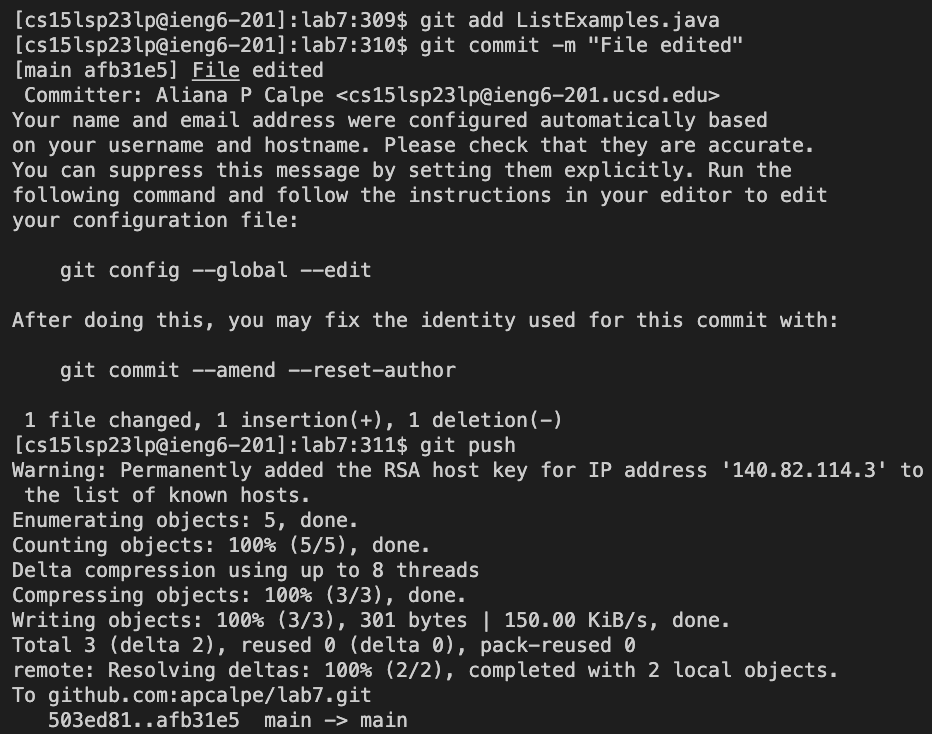 [cs15lsp23lp@ieng6-201]:lab7:309$ git add ListExamples.java
[cs15lsp23lp@ieng6-201]:lab7:310$ git commit -m "File edited"
[main afb31e5] File edited
 Committer: Aliana P Calpe <cs15lsp23lp@ieng6-201.ucsd.edu>
Your name and email address were configured automatically based
on your username and hostname. Please check that they are accurate.
You can suppress this message by setting them explicitly. Run the
following command and follow the instructions in your editor to edit
your configuration file:

    git config --global --edit

After doing this, you may fix the identity used for this commit with:

    git commit --amend --reset-author

 1 file changed, 1 insertion(+), 1 deletion(-)
[cs15lsp23lp@ieng6-201]:lab7:311$ git push
Warning: Permanently added the RSA host key for IP address '140.82.114.3' to
 the list of known hosts.
Enumerating objects: 5, done.
Counting objects: 100% (5/5), done.
Delta compression using up to 8 threads
Compressing objects: 100% (3/3), done.
Writing objects: 100% (3/3), 301 bytes | 150.00 KiB/s, done.
Total 3 (delta 2), reused 0 (delta 0), pack-reused 0
remote: Resolving deltas: 100% (2/2), completed with 2 local objects.
To github.com:apcalpe/lab7.git
   503ed81..afb31e5  main -> main